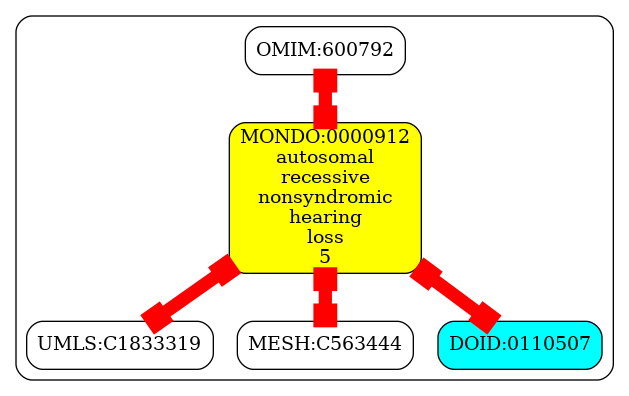 OMIM:600792
MONDO:0000912
autosomal
recessive
nonsyndromic
hearing
loss
5
UMLS:C1833319
MESH:C563444
DOID:0110507